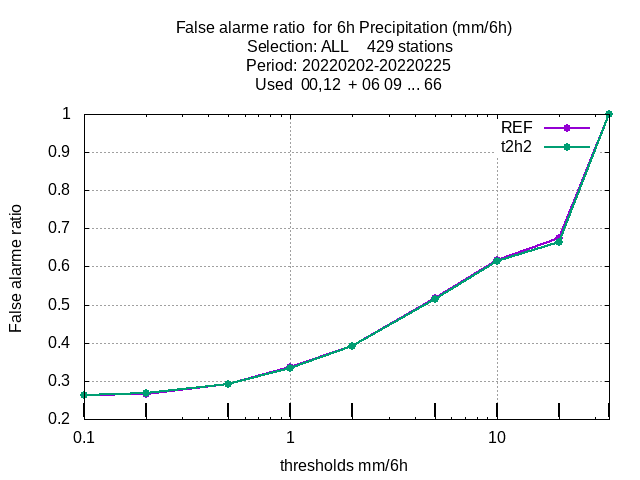 False alarme ratio  for 6h Precipitation (mm/6h)
Selection: ALL    429 stations
Period: 20220202-20220225
Used  00,12  + 06 09 ... 66
REF
t2h2
1
0.9
0.8
0.7
0.6
0.5
0.4
0.3
0.2
False alarme ratio
0.1
1
10
thresholds mm/6h